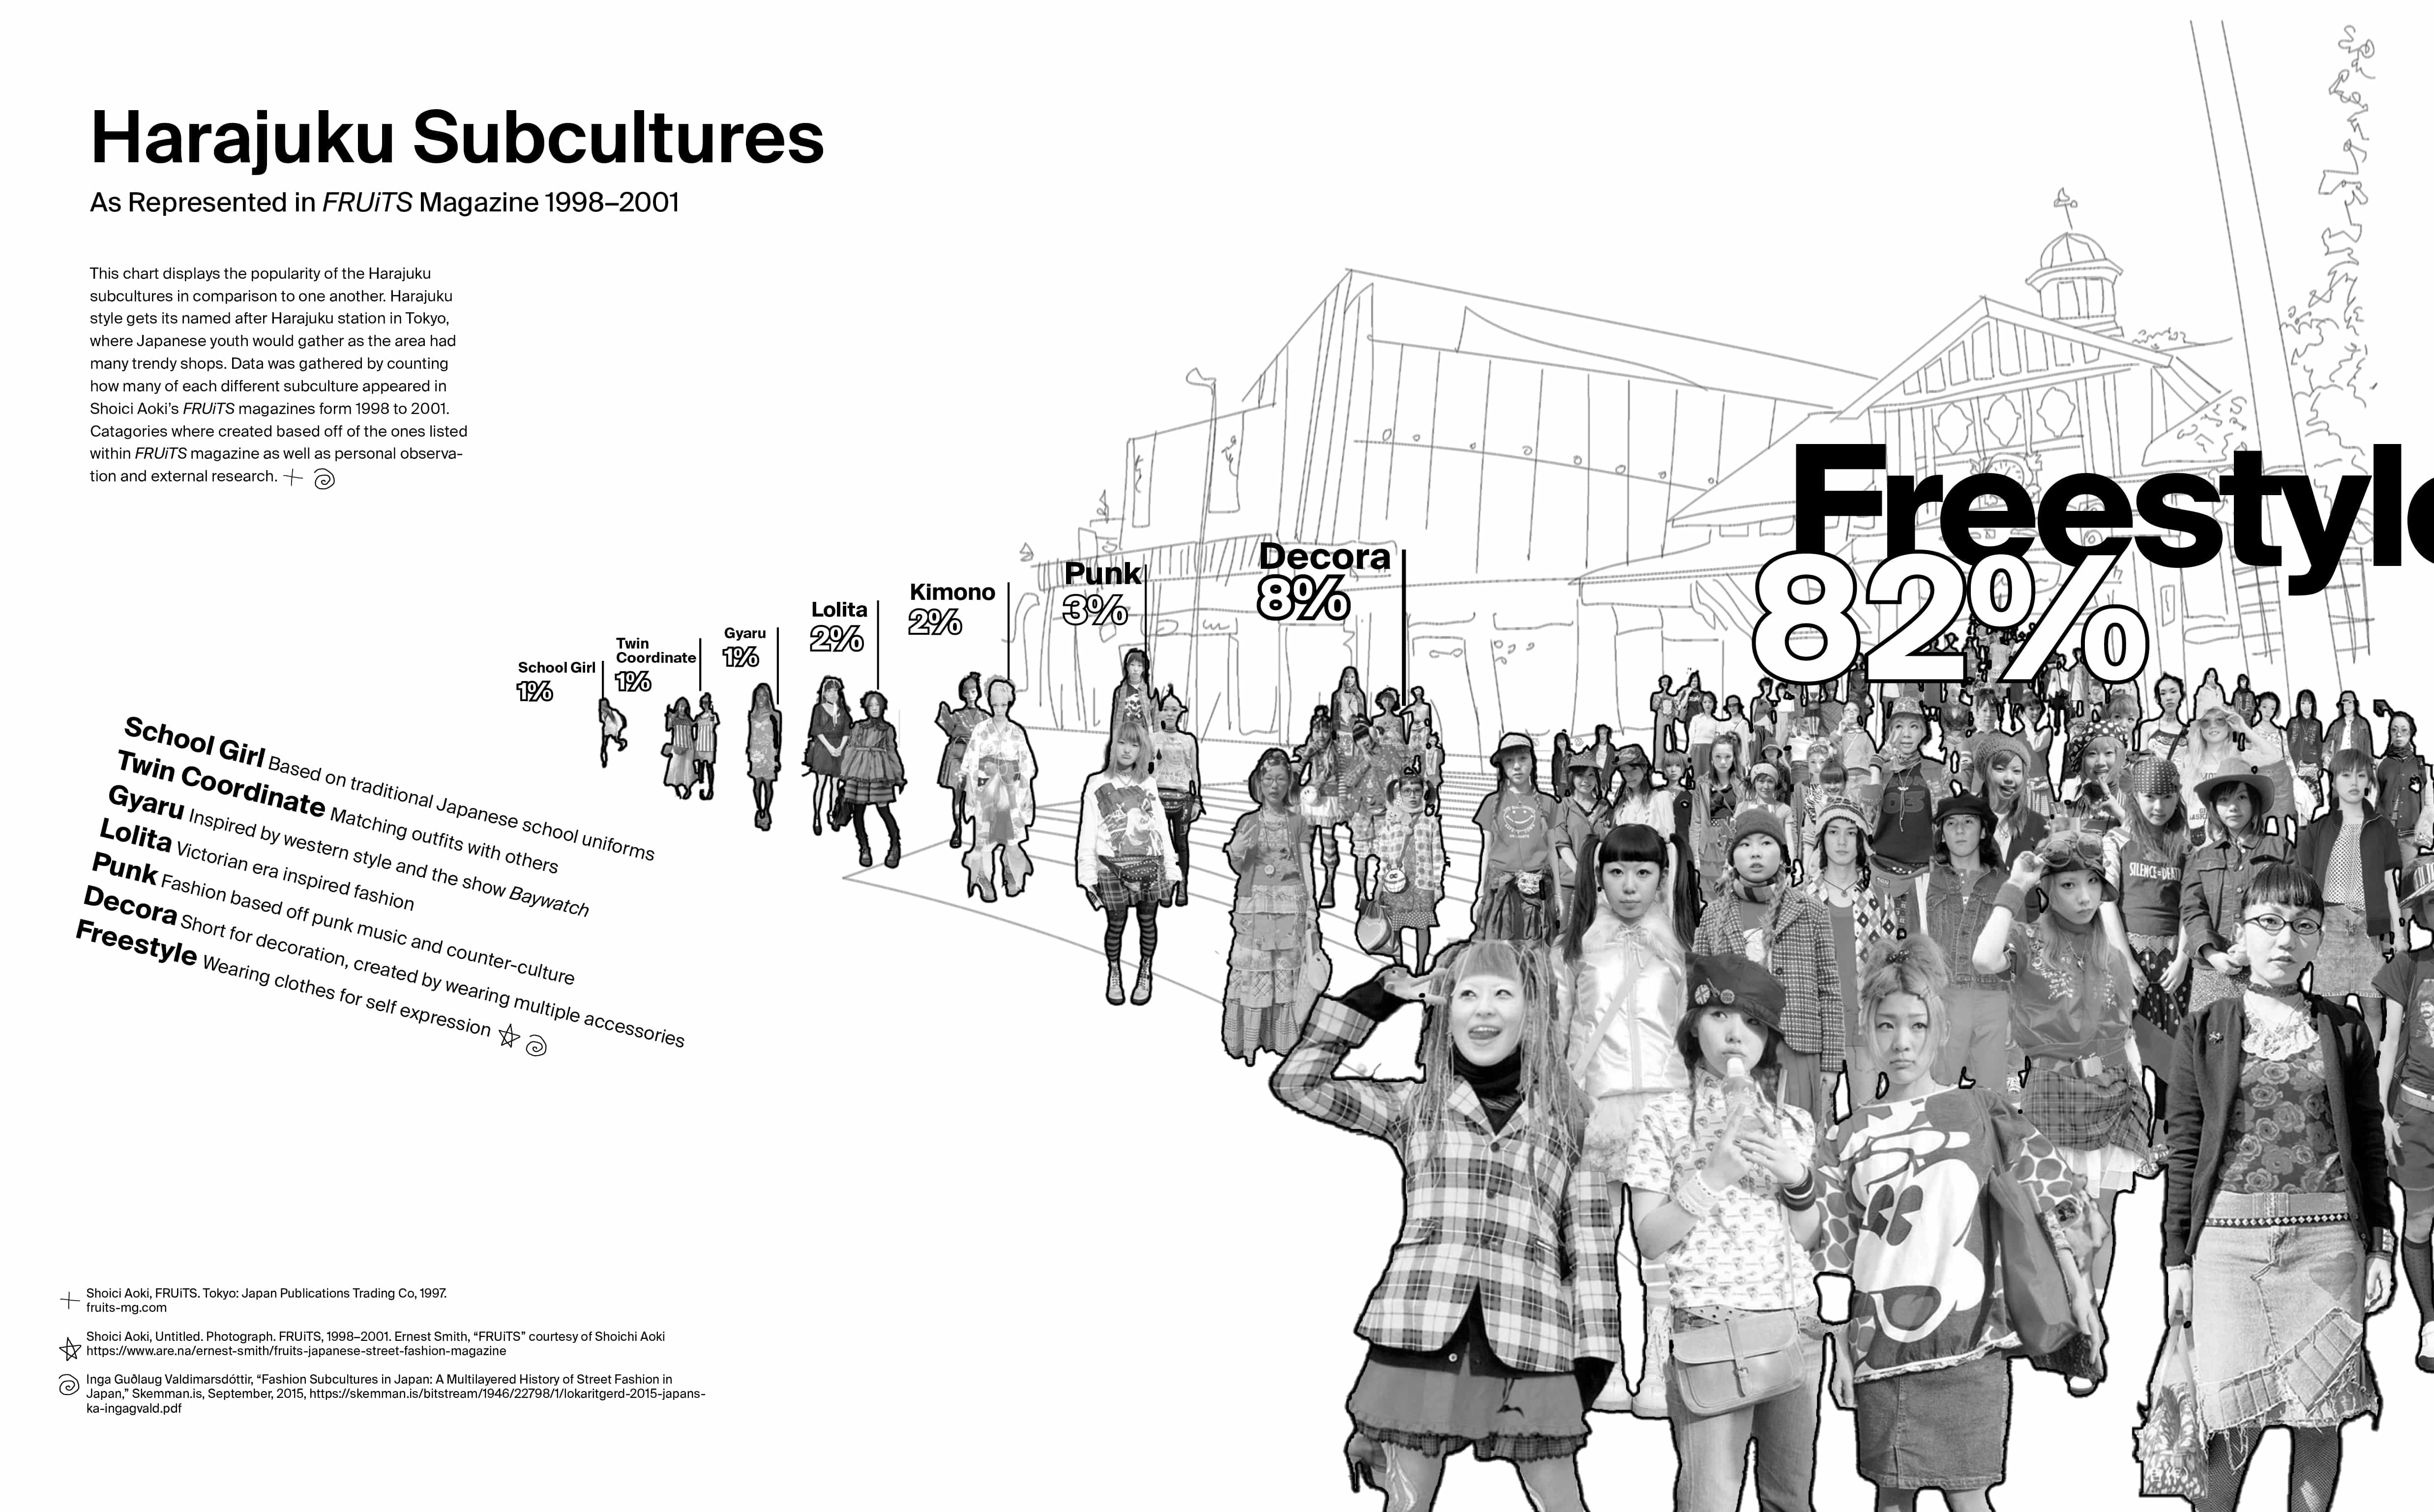 Harajuku Subcultures
As Represented in FRUiTS Magazine 1998–2001
This chart displays the popularity of the Harajuku
subcultures in comparison to one another. Harajuku
style gets its named after Harajuku station in Tokyo,
where Japanese youth would gather as the area had
many trendy shops. Data was gathered by counting
how many of each different subculture appeared in
Shoici Aoki's FRUiTS magazines form 1998 to 2001.
Catagories where created based off of the ones listed
within FRUiTS magazine as well as personal observa-
tion and external research.
School Girl
1%
Twin
Coordinate
1%
Gyaru
1%
Lolita
2%
Kimono
2%
Punk
3%
Decora
8%
Freestyle
82%
SILENCE=DEATH
School Girl Based on traditional Japanese school uniforms
Twin Coordinate Matching outfits with others
Gyaru Inspired by western style and the show Baywatch
Lolita Victorian era inspired fashion
Punk Fashion based off punk music and counter-culture
Decora Short for decoration, created by wearing multiple accessories
Freestyle Wearing clothes for self expression
Shoici Aoki, FRUiTS. Tokyo: Japan Publications Trading Co, 1997.
fruits-mg.com
Shoici Aoki, Untitled. Photograph. FRUiTS, 1998–2001. Ernest Smith, "FRUiTS" courtesy of Shoichi Aoki
https://www.are.na/ernest-smith/fruits-japanese-street-fashion-magazine
Inga Guðlaug Valdimarsdóttir, "Fashion Subcultures in Japan: A Multilayered History of Street Fashion in
Japan," Skemman.is, September, 2015, https://skemman.is/bitstream/1946/22798/1/lokaritgerd-2015-japans-
ka-ingagvald.pdf